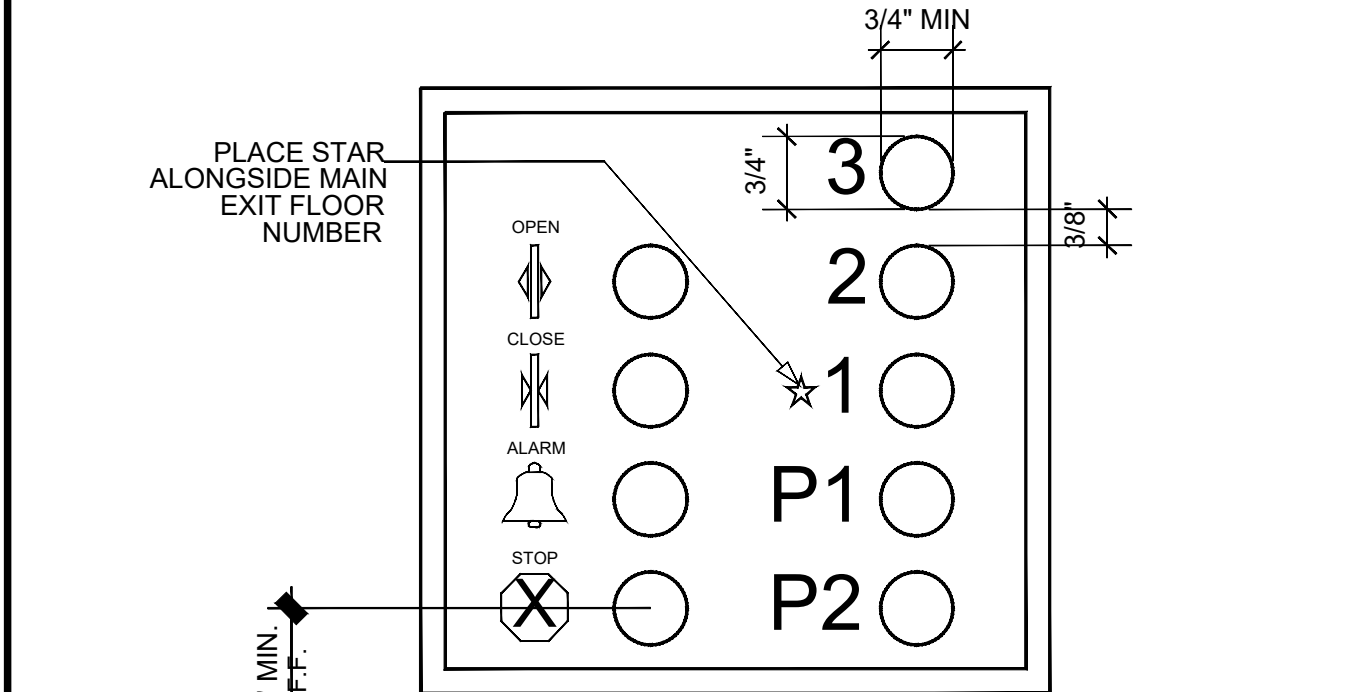 3/4" MIN
PLACE STAR
ALONGSIDE MAIN
EXIT FLOOR
NUMBER
3/4"
3
3/8"
OPEN
2
CLOSE
1
ALARM
P1
STOP
X
P2
MIN.
F.F.